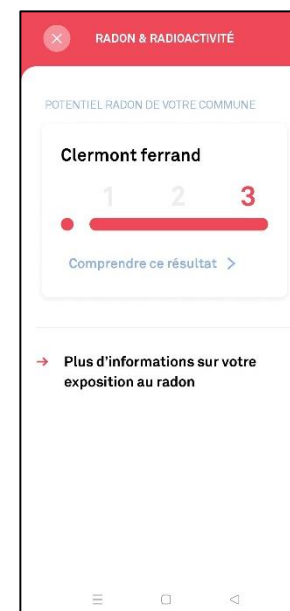 RADON & RADIOACTIVITÉ
POTENTIEL RADON DE VOTRE COMMUNE
Clermont ferrand
1 2 3
Comprendre ce résultat >
→ Plus d'informations sur votre
exposition au radon